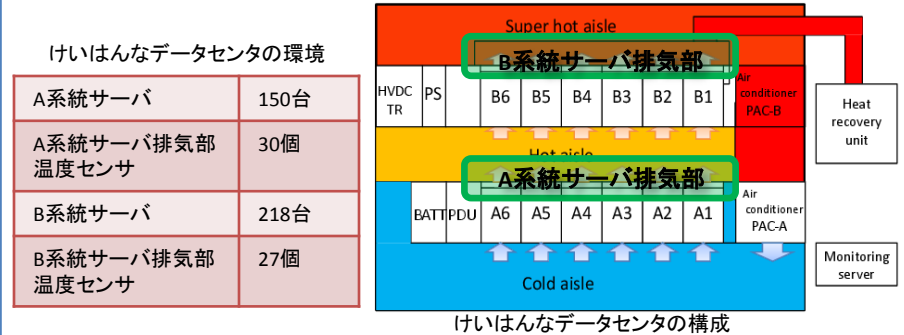 けいはんなデータセンタの環境
A系統サーバ 150台
A系統サーバ排気部
温度センサ
30個
B系統サーバ 218台
B系統サーバ排気部
温度センサ
27個
Super hot aisle
B系統サーバ排気部
HVDC
TR
PS
B6 B5 B4 B3 B2 B1
Air
conditioner
PAC-B
Heat
recovery
unit
Hot aisle
A系統サーバ排気部
BATT PDU A6 A5 A4 A3 A2 A1
Air
conditioner
PAC-A
Monitoring
server
Cold aisle
けいはんなデータセンタの構成